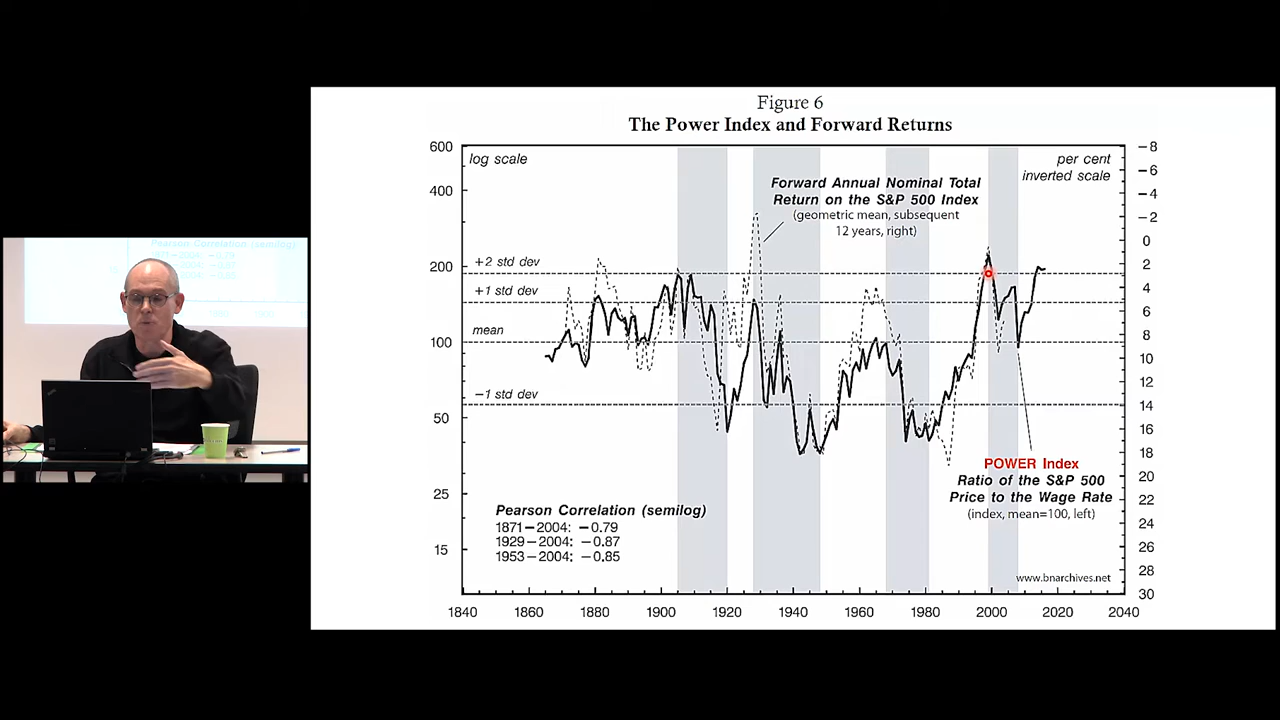 Figure 6
The Power Index and Forward Returns
600
400
200
100
50
25
15
log scale
per cent
inverted scale
−8
−6
−4
−2
0
2
4
6
8
10
12
14
16
18
20
22
24
26
28
30
Forward Annual Nominal Total
Return on the S&P 500 Index
(geometric mean, subsequent
12 years, right)
+2 std dev
+1 std dev
mean
−1 std dev
POWER Index
Ratio of the S&P 500
Price to the Wage Rate
(index, mean=100, left)
Pearson Correlation (semilog)
1871−2004: −0.79
1929−2004: −0.87
1953−2004: −0.85
www.bnarchives.net
1840 1860 1880 1900 1920 1940 1960 1980 2000 2020 2040
Pearson Correlation (semilog)